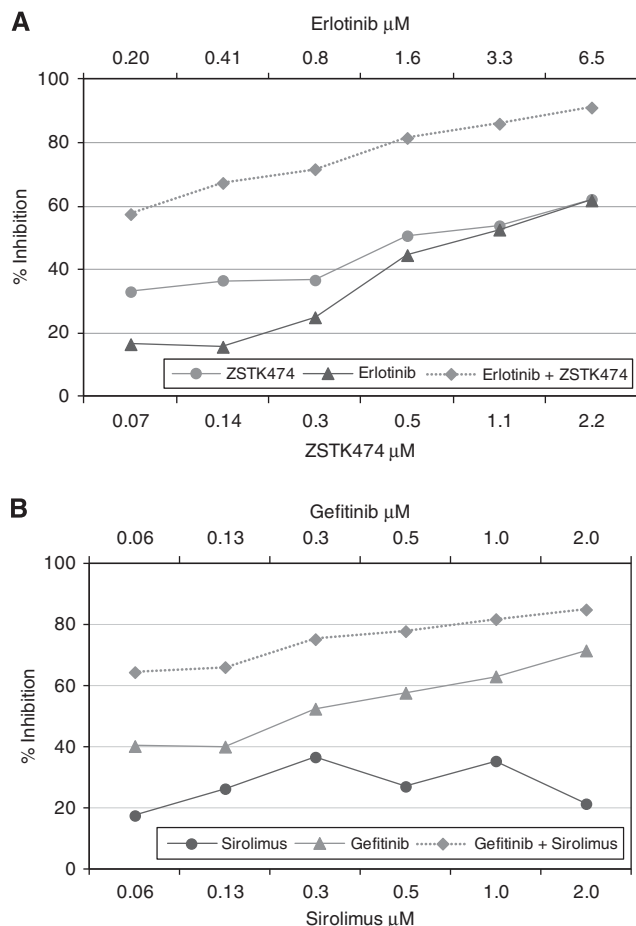 A
Erlotinib μM
0.20 0.41 0.8 1.6 3.3 6.5
100
80
60
40
20
0
% Inhibition
ZSTK474 Erlotinib Erlotinib + ZSTK474
0.07 0.14 0.3 0.5 1.1 2.2
ZSTK474 μM
B
Gefitinib μM
0.06 0.13 0.3 0.5 1.0 2.0
100
80
60
40
20
0
% Inhibition
Sirolimus Gefitinib Gefitinib + Sirolimus
0.06 0.13 0.3 0.5 1.0 2.0
Sirolimus μM